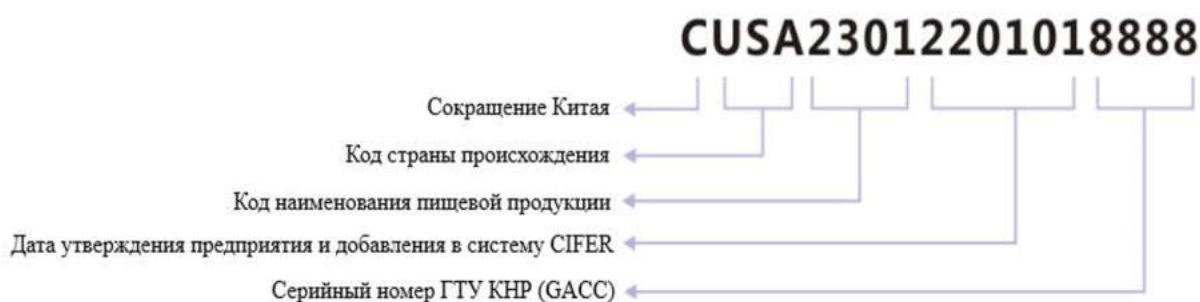 CUSA23012201018888
Сокращение Китая
Код страны происхождения
Код наименования пищевой продукции
Дата утверждения предприятия и добавления в систему CIFER
Серийный номер ГТУ КНР (GACC)